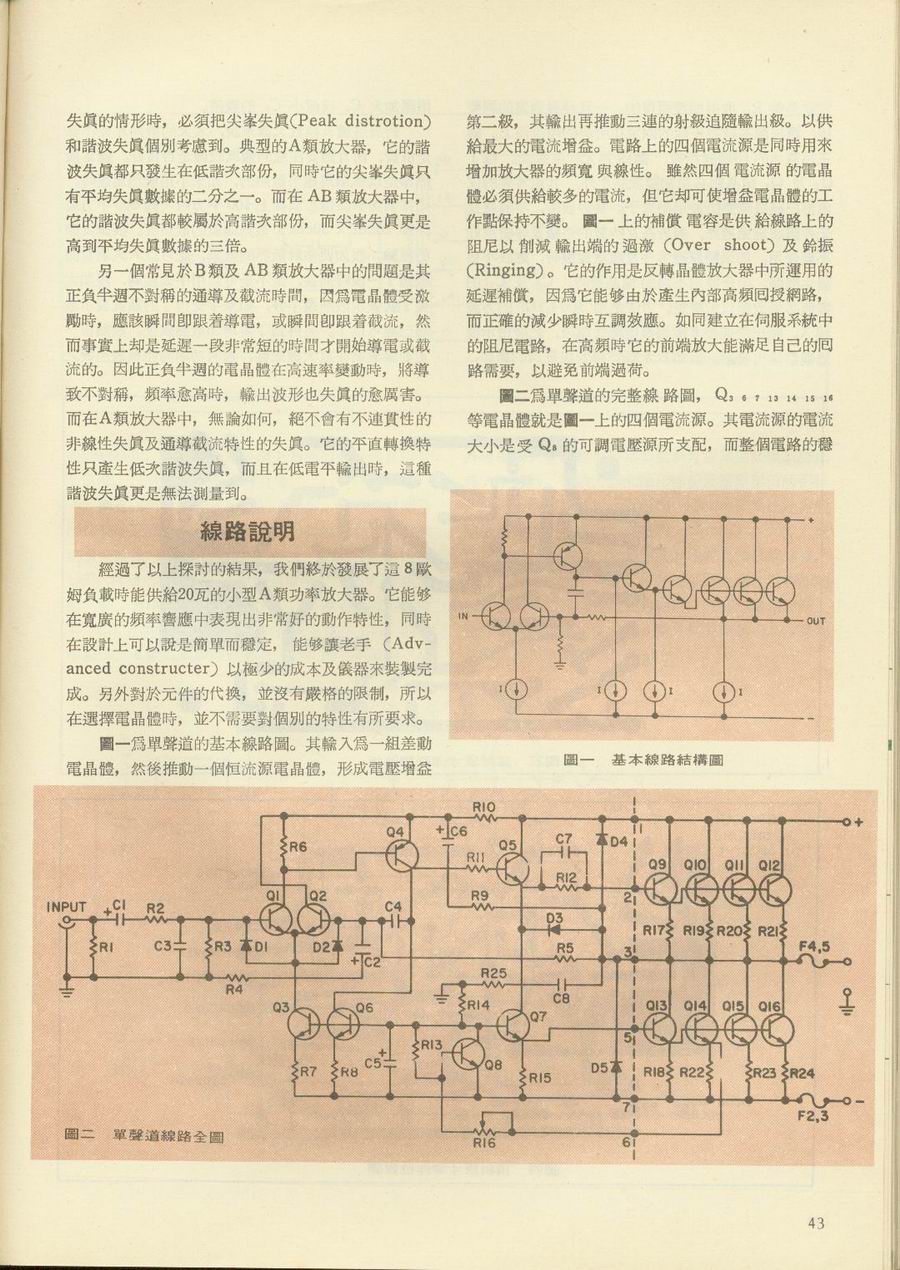 失眞的情形時，必須把尖峯失眞(Peak distrotion)
和諧波失眞個別考慮到。典型的A類放大器，它的諧
波失眞都只發生在低諧次部份，同時它的尖峯失眞只
有平均失眞數據的二分之一。而在 AB 類放大器中，
它的諧波失眞都較屬於高諧次部份，而尖峯失眞更是
高到平均失眞數據的三倍。
另一個常見於B類及 AB 類放大器中的問題是其
正負半週不對稱的通導及截流時間，因爲電晶體受激
勵時，應該瞬間卽跟着導電，或瞬間卽跟着截流，然
而事實上却是延遲一段非常短的時間才開始導電或截
流的。因此正負半週的電晶體在高速率變動時，將導
致不對稱，頻率愈高時，輸出波形也失眞的愈厲害。
而在A類放大器中，無論如何，絕不會有不連貫性的
非線性失眞及通導截流特性的失眞。它的平直轉換特
性只產生低次諧波失眞，而且在低電平輸出時，這種
諧波失眞更是無法測量到。
線路說明
經過了以上探討的結果，我們終於發展了這 8 歐
姆負載時能供給20瓦的小型A類功率放大器。它能够
在寬廣的頻率響應中表現出非常好的動作特性，同時
在設計上可以說是簡單而穩定，能够讓老手（Adv-
anced constructer）以極少的成本及儀器來裝製完
成。另外對於元件的代換，並沒有嚴格的限制，所以
在選擇電晶體時，並不需要對個別的特性有所要求。
圖一爲單聲道的基本線路圖。其輸入爲一組差動
電晶體，然後推動一個恒流源電晶體，形成電壓增益
第二級，其輸出再推動三連的射級追隨輸出級。以供
給最大的電流增益。電路上的四個電流源是同時用來
增加放大器的頻寬與線性。雖然四個電流源的電晶
體必須供給較多的電流，但它却可使增益電晶體的工
作點保持不變。圖一上的補償電容是供給線路上的
阻尼以削減輸出端的過激（Over shoot）及鈴振
(Ringing)。它的作用是反轉晶體放大器中所運用的
延遲補償，因爲它能够由於產生內部高頻囘授網路，
而正確的減少瞬時互調效應。如同建立在伺服系統中
的阻尼電路，在高頻時它的前端放大能滿足自己的囘
路需要，以避免前端過荷。
圖二爲單聲道的完整線路圖，Q3 6 7 13 14 15 16
等電晶體就是圖一上的四個電流源。其電流源的電流
大小是受 Q8 的可調電壓源所支配，而整個電路的穩
+
IN
OUT
I
I
I
I
−
圖一　基本線路結構圖
R10
1
+
Q4
+C6
C7
D4
R6
Q5
R11
Q9
Q10
Q11
Q12
R12
2
Q1
Q2
INPUT
+C1
R2
C4
R9
D3
R17
R19
R20
R21
R1
C3
R3
D1
D2
+C2
R5
3
F4,5
R4
R25
C8
R14
Q3
Q6
Q7
Q13
Q14
Q15
Q16
5
R13
+
C5
Q8
R7
R8
R15
D5
R18
R22
R23
R24
7
−
F2,3
R16
6
圖二　單聲道線路全圖
43